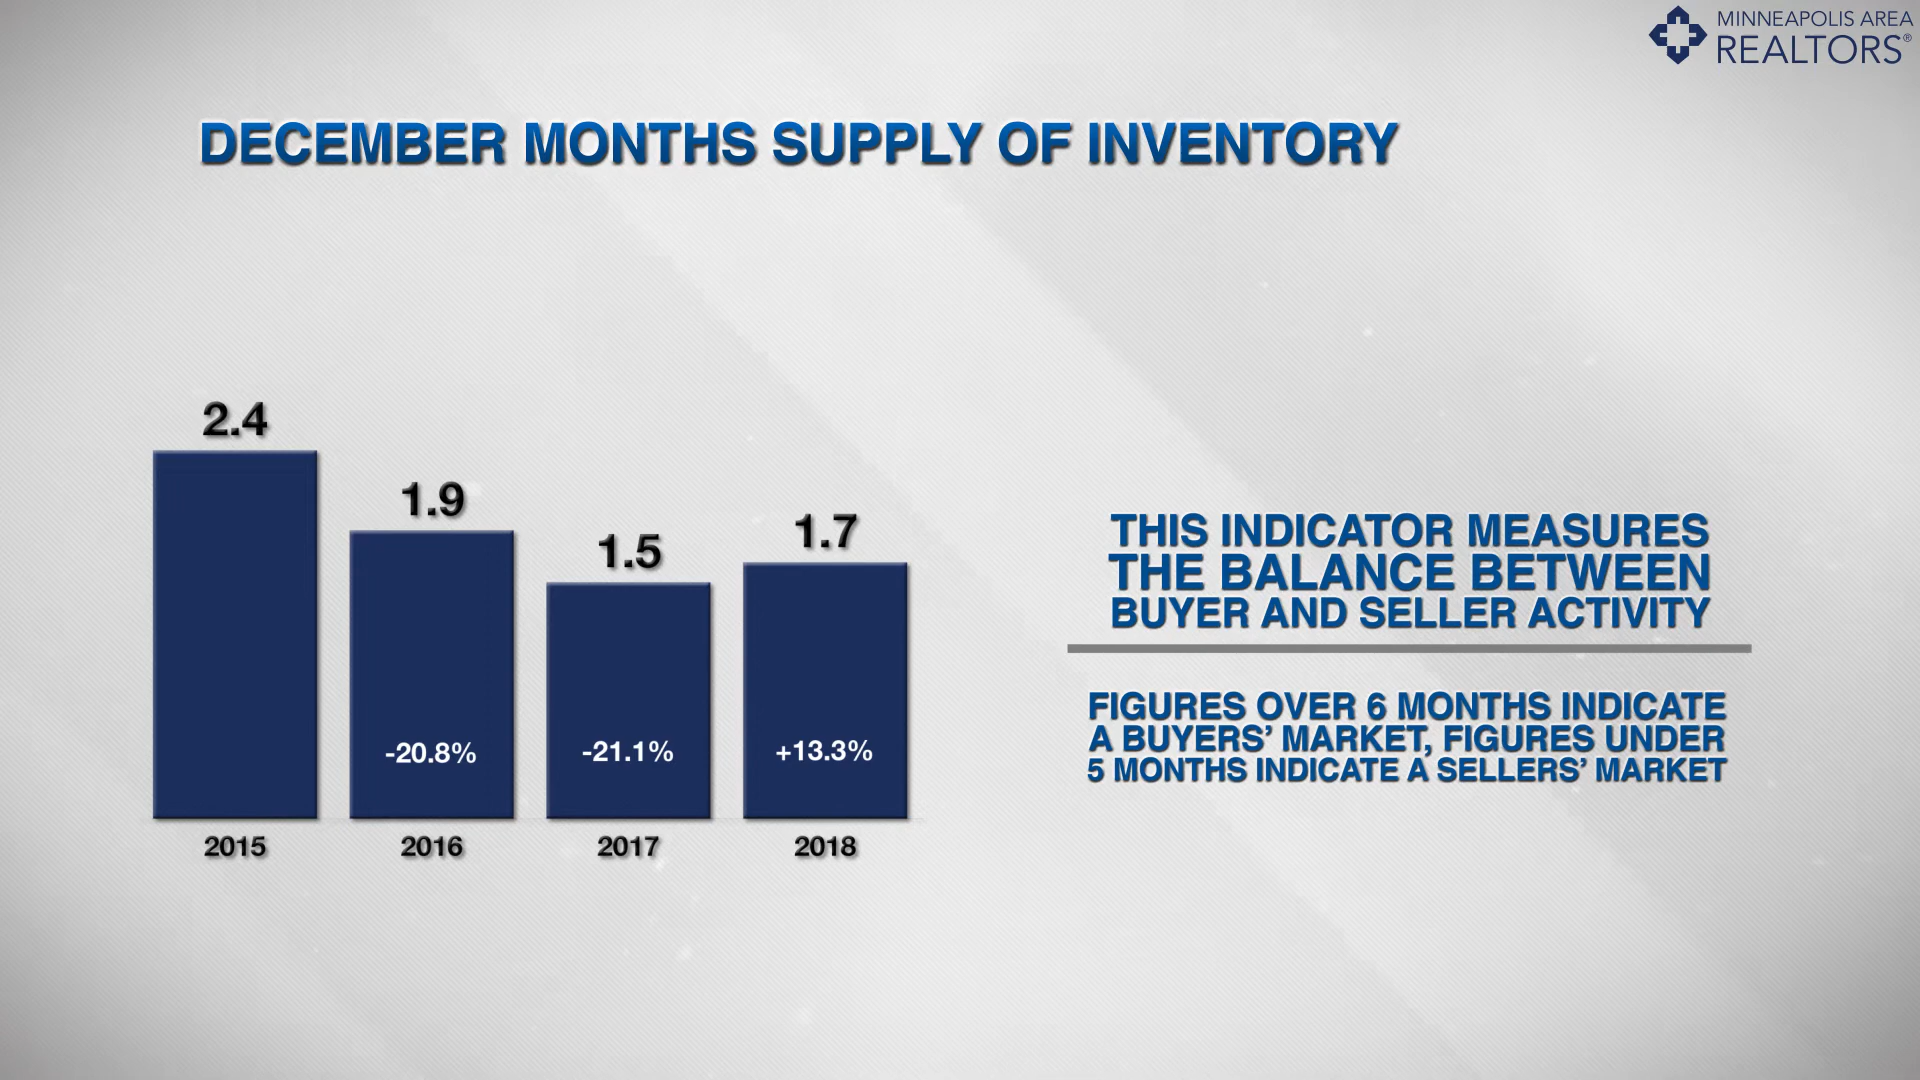 MINNEAPOLIS AREA
REALTORS®
DECEMBER MONTHS SUPPLY OF INVENTORY
2.4
1.9
1.5
1.7
-20.8%
-21.1%
+13.3%
2015
2016
2017
2018
THIS INDICATOR MEASURES
THE BALANCE BETWEEN
BUYER AND SELLER ACTIVITY
FIGURES OVER 6 MONTHS INDICATE
A BUYERS’ MARKET, FIGURES UNDER
5 MONTHS INDICATE A SELLERS’ MARKET